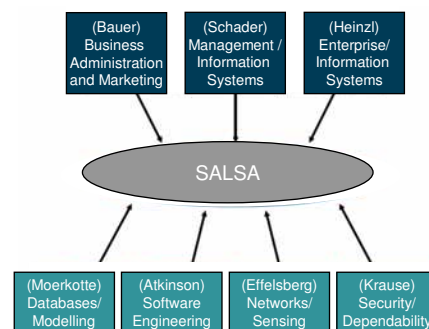 (Bauer)
Business
Administration
and Marketing
(Schader)
Management /
Information
Systems
(Heinzl)
Enterprise/
Information
Systems
SALSA
(Moerkotte)
Databases/
Modelling
(Atkinson)
Software
Engineering
(Effelsberg)
Networks/
Sensing
(Krause)
Security/
Dependability